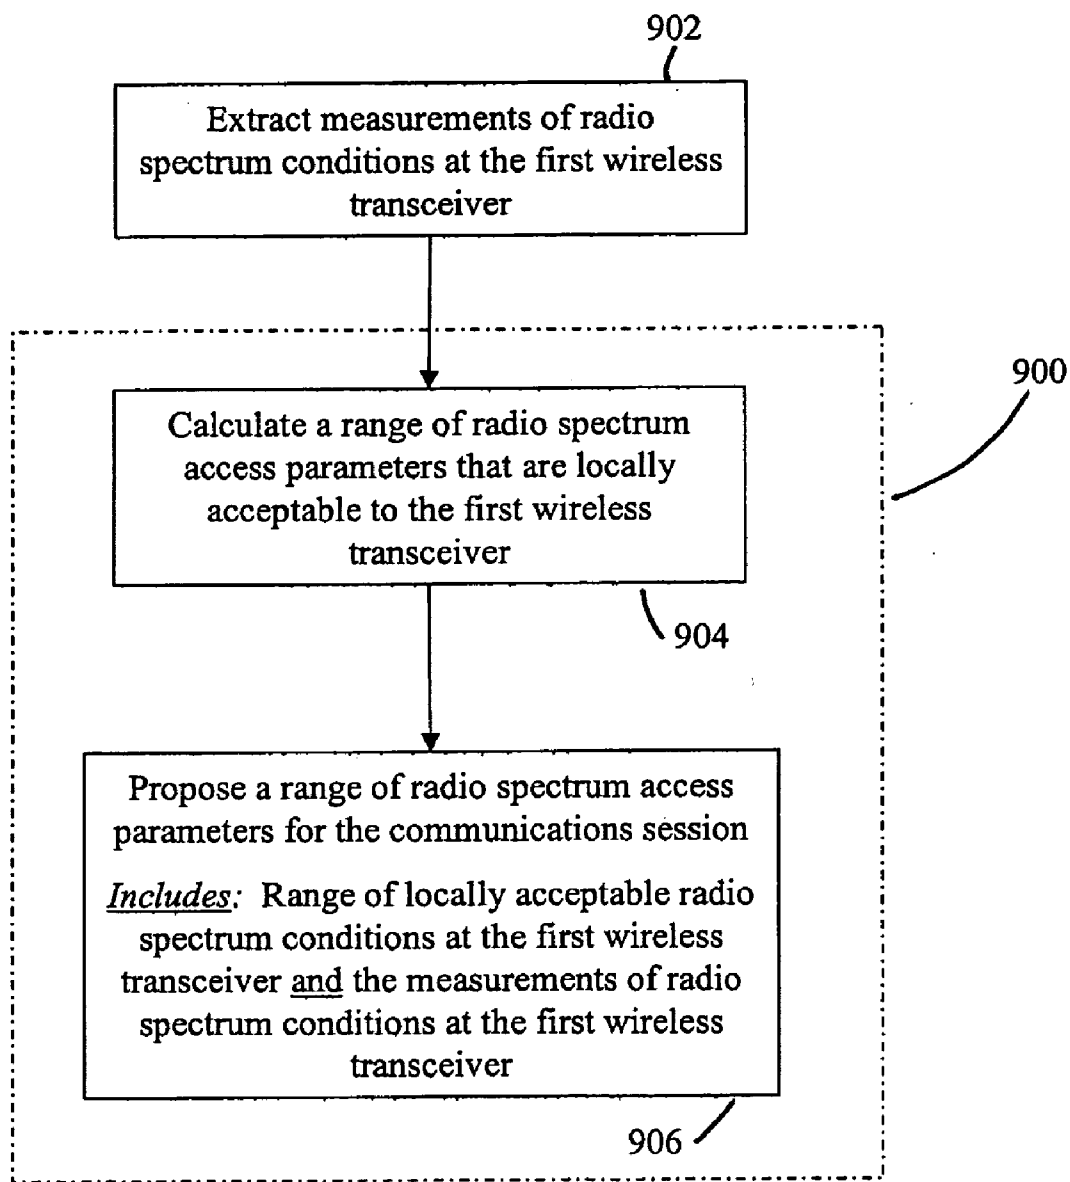 902
Extract measurements of radio
spectrum conditions at the first wireless
transceiver
900
Calculate a range of radio spectrum
access parameters that are locally
acceptable to the first wireless
transceiver
904
Propose a range of radio spectrum access
parameters for the communications session
Includes: Range of locally acceptable radio
spectrum conditions at the first wireless
transceiver and the measurements of radio
spectrum conditions at the first wireless
transceiver
906